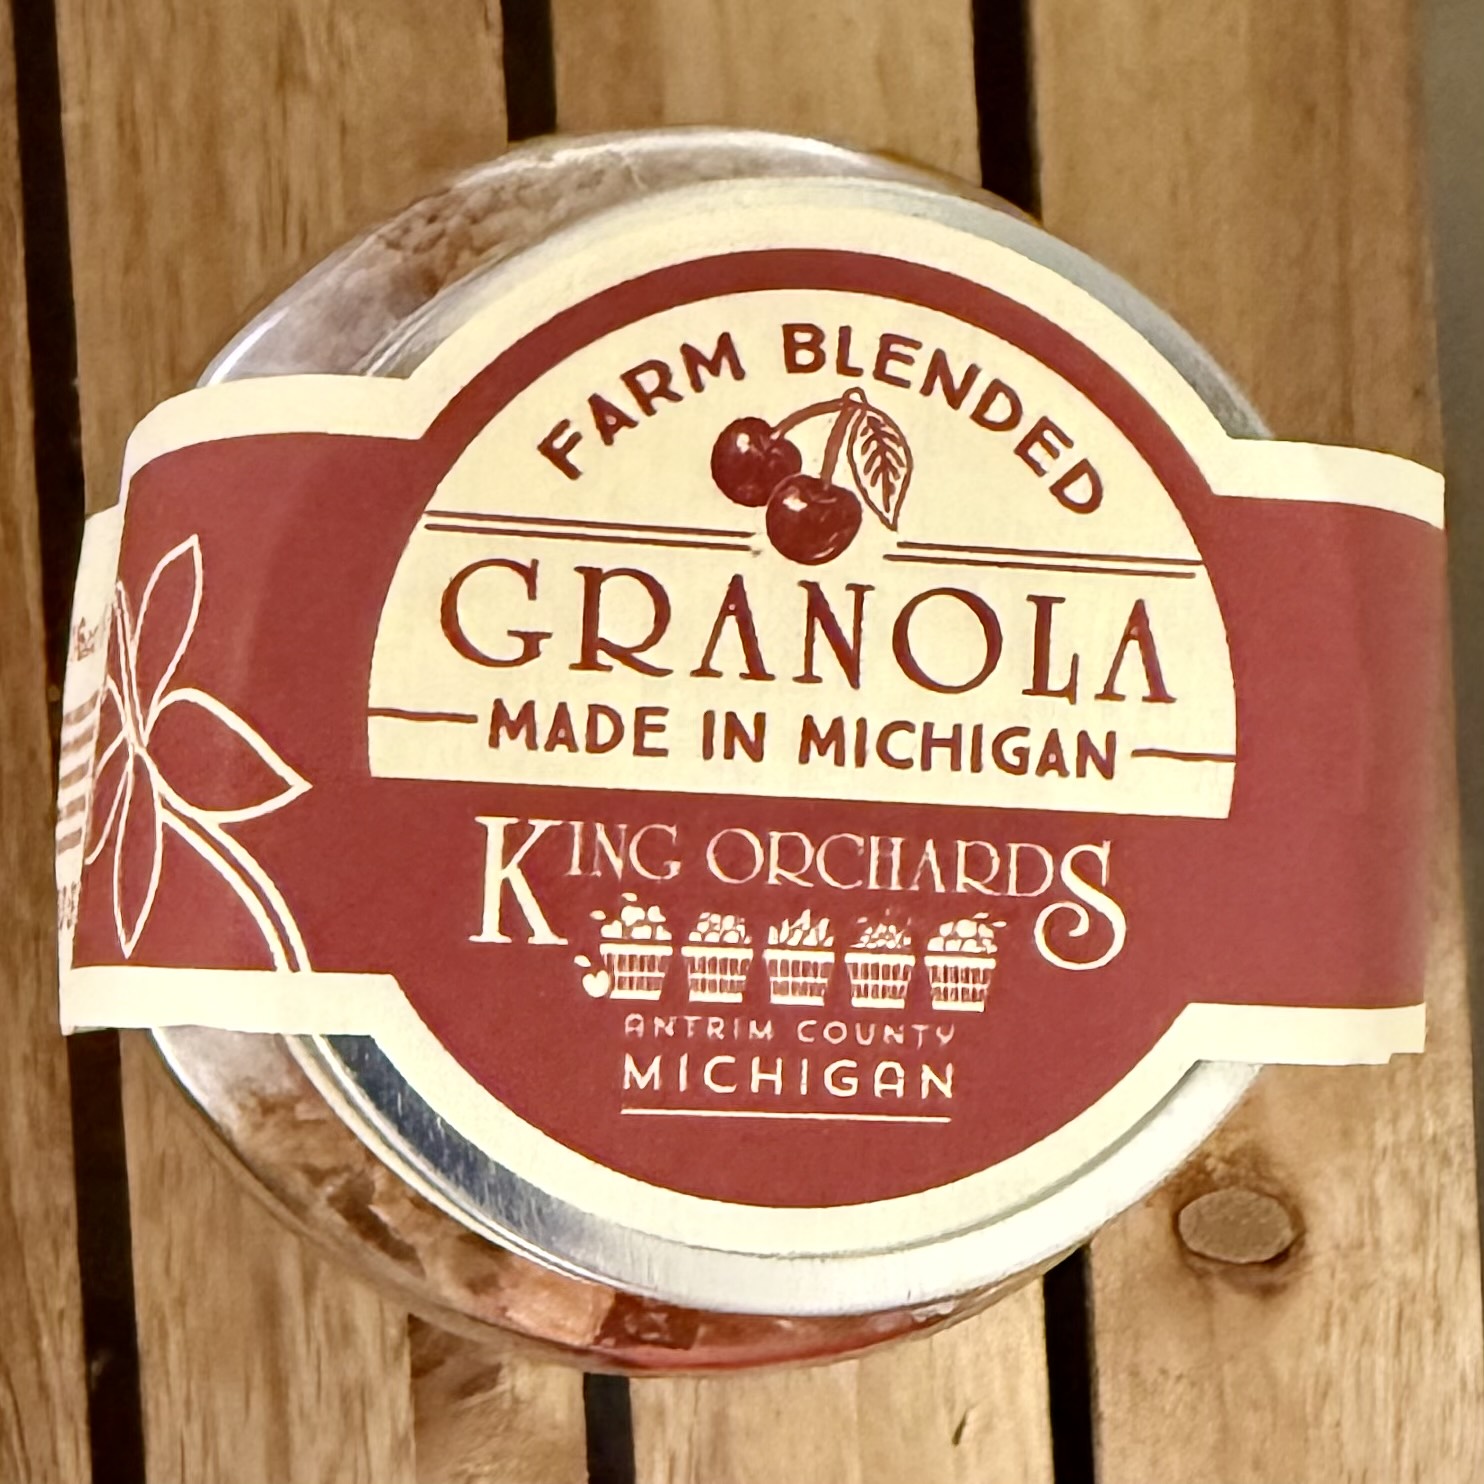 FARM BLENDED
GRANOLA
MADE IN MICHIGAN
KING ORCHARDS
ANTRIM COUNTY
MICHIGAN